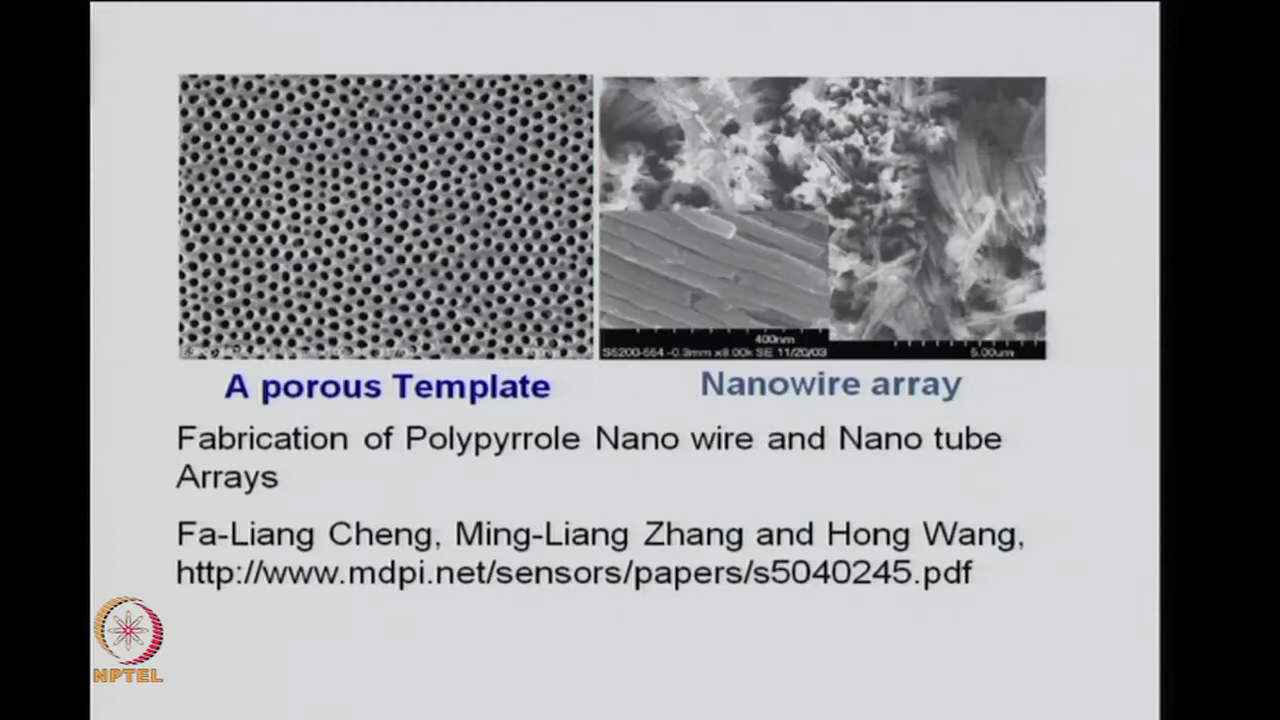 400nm
S5200-554 -0.3mm x8.00k SE 11/20/03
5.00um
A porous Template
Nanowire array
Fabrication of Polypyrrole Nano wire and Nano tube
Arrays
Fa-Liang Cheng, Ming-Liang Zhang and Hong Wang,
http://www.mdpi.net/sensors/papers/s5040245.pdf
NPTEL